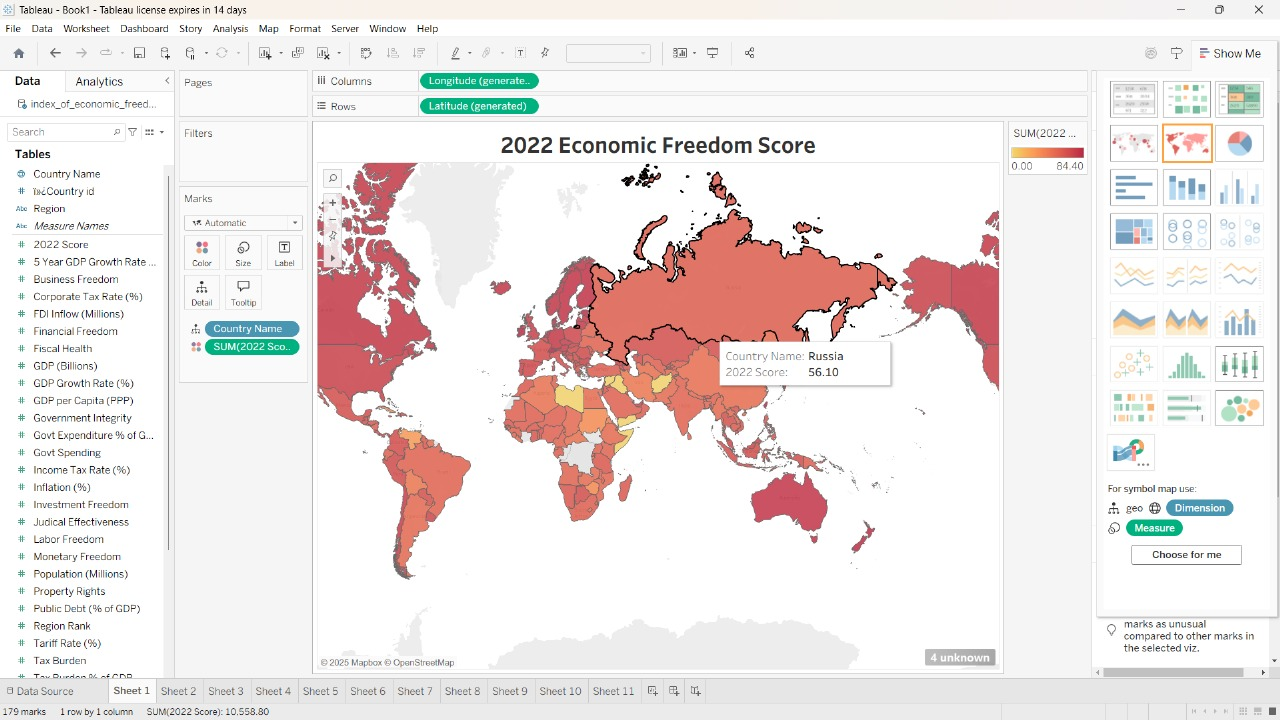 Tableau - Book1 - Tableau license expires in 14 days
File Data Worksheet Dashboard Story Analysis Map Format Server Window Help
Show Me
Data Analytics
index_of_economic_freed...
Search
Tables
Country Name
Country id
Region
Measure Names
2022 Score
5 Year GDP Growth Rate ...
Business Freedom
Corporate Tax Rate (%)
FDI Inflow (Millions)
Financial Freedom
Fiscal Health
GDP (Billions)
GDP Growth Rate (%)
GDP per Capita (PPP)
Government Integrity
Govt Expenditure % of G...
Govt Spending
Income Tax Rate (%)
Inflation (%)
Investment Freedom
Judical Effectiveness
Labor Freedom
Monetary Freedom
Population (Millions)
Property Rights
Public Debt (% of GDP)
Region Rank
Tariff Rate (%)
Tax Burden
Pages
Filters
Marks
Automatic
Color Size Label
Detail Tooltip
Country Name
SUM(2022 Sco..
Columns Longitude (generate..
Rows Latitude (generated)
2022 Economic Freedom Score
Country Name: Russia
2022 Score: 56.10
© 2025 Mapbox © OpenStreetMap
4 unknown
SUM(2022 ...
0.00 84.40
For symbol map use:
geo Dimension
Measure
Choose for me
marks as unusual
compared to other marks in
the selected viz.
Data Source Sheet 1 Sheet 2 Sheet 3 Sheet 4 Sheet 5 Sheet 6 Sheet 7 Sheet 8 Sheet 9 Sheet 10 Sheet 11
179 marks 1 row by 1 column SUM(2022 Score): 10,558.80